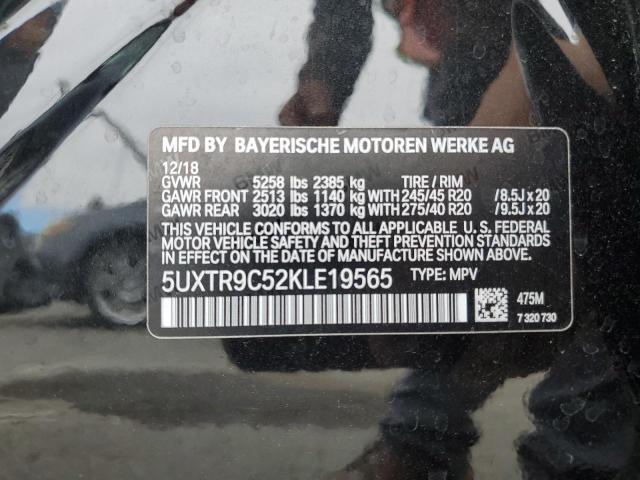 MFD BY BAYERISCHE MOTOREN WERKE AG
12/18
GVWR 5258 lbs 2385 kg TIRE / RIM
GAWR FRONT 2513 lbs 1140 kg WITH 245/45 R20 / 8.5J x 20
GAWR REAR 3020 lbs 1370 kg WITH 275/40 R20 / 9.5J x 20
THIS VEHICLE CONFORMS TO ALL APPLICABLE U. S. FEDERAL
MOTOR VEHICLE SAFETY, BUMPER, AND THEFT PREVENTION
STANDARDS IN EFFECT ON THE DATE OF MANUFACTURE SHOWN ABOVE.
5UXTR9C52KLE19565 TYPE: MPV
475M
7 320 730